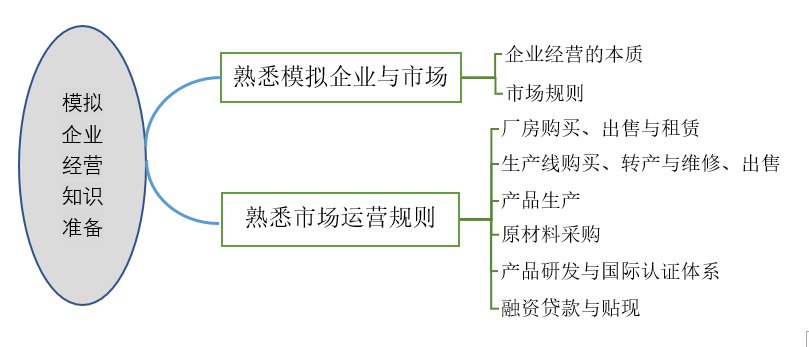 模拟
企业
经营
知识
准备
熟悉模拟企业与市场
企业经营的本质
市场规则
熟悉市场运营规则
厂房购买、出售与租赁
生产线购买、转产与维修、出售
产品生产
原材料采购
产品研发与国际认证体系
融资贷款与贴现